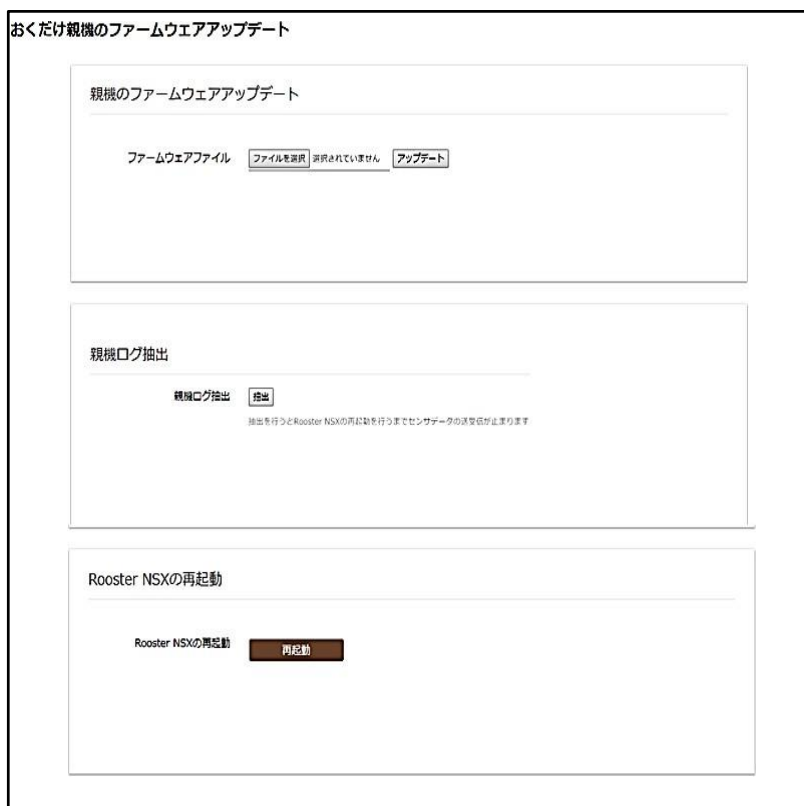 おくだけ親機のファームウェアアップデート
親機のファームウェアアップデート
ファームウェアファイル ファイルを選択 選択されていません アップデート
親機ログ抽出
親機ログ抽出 抽出
抽出を行うとRooster NSXの再起動を行うまでセンサデータの送受信が止まります
Rooster NSXの再起動
Rooster NSXの再起動 再起動